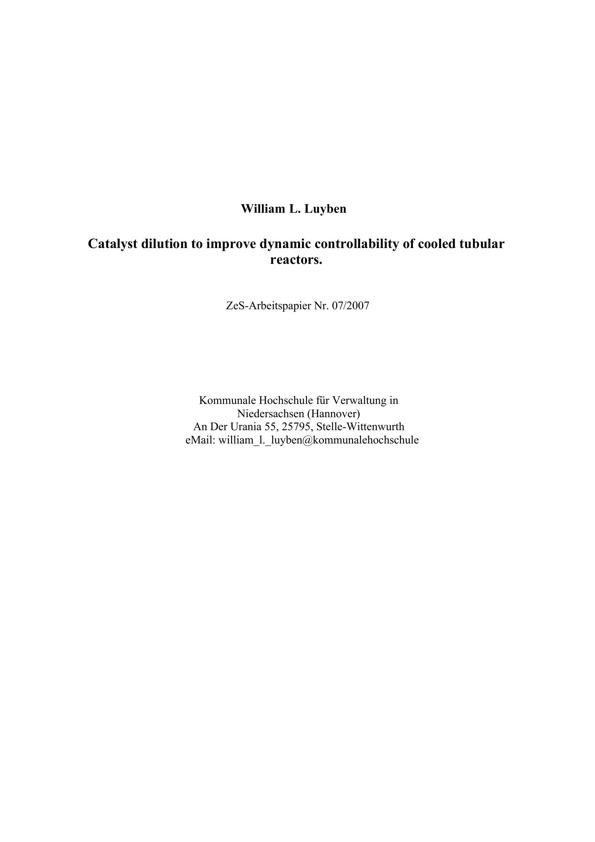 William L. Luyben
Catalyst dilution to improve dynamic controllability of cooled tubular
reactors.
ZeS-Arbeitspapier Nr. 07/2007
Kommunale Hochschule für Verwaltung in
Niedersachsen (Hannover)
An Der Urania 55, 25795, Stelle-Wittenwurth
eMail: william_l._luyben@kommunalehochschule